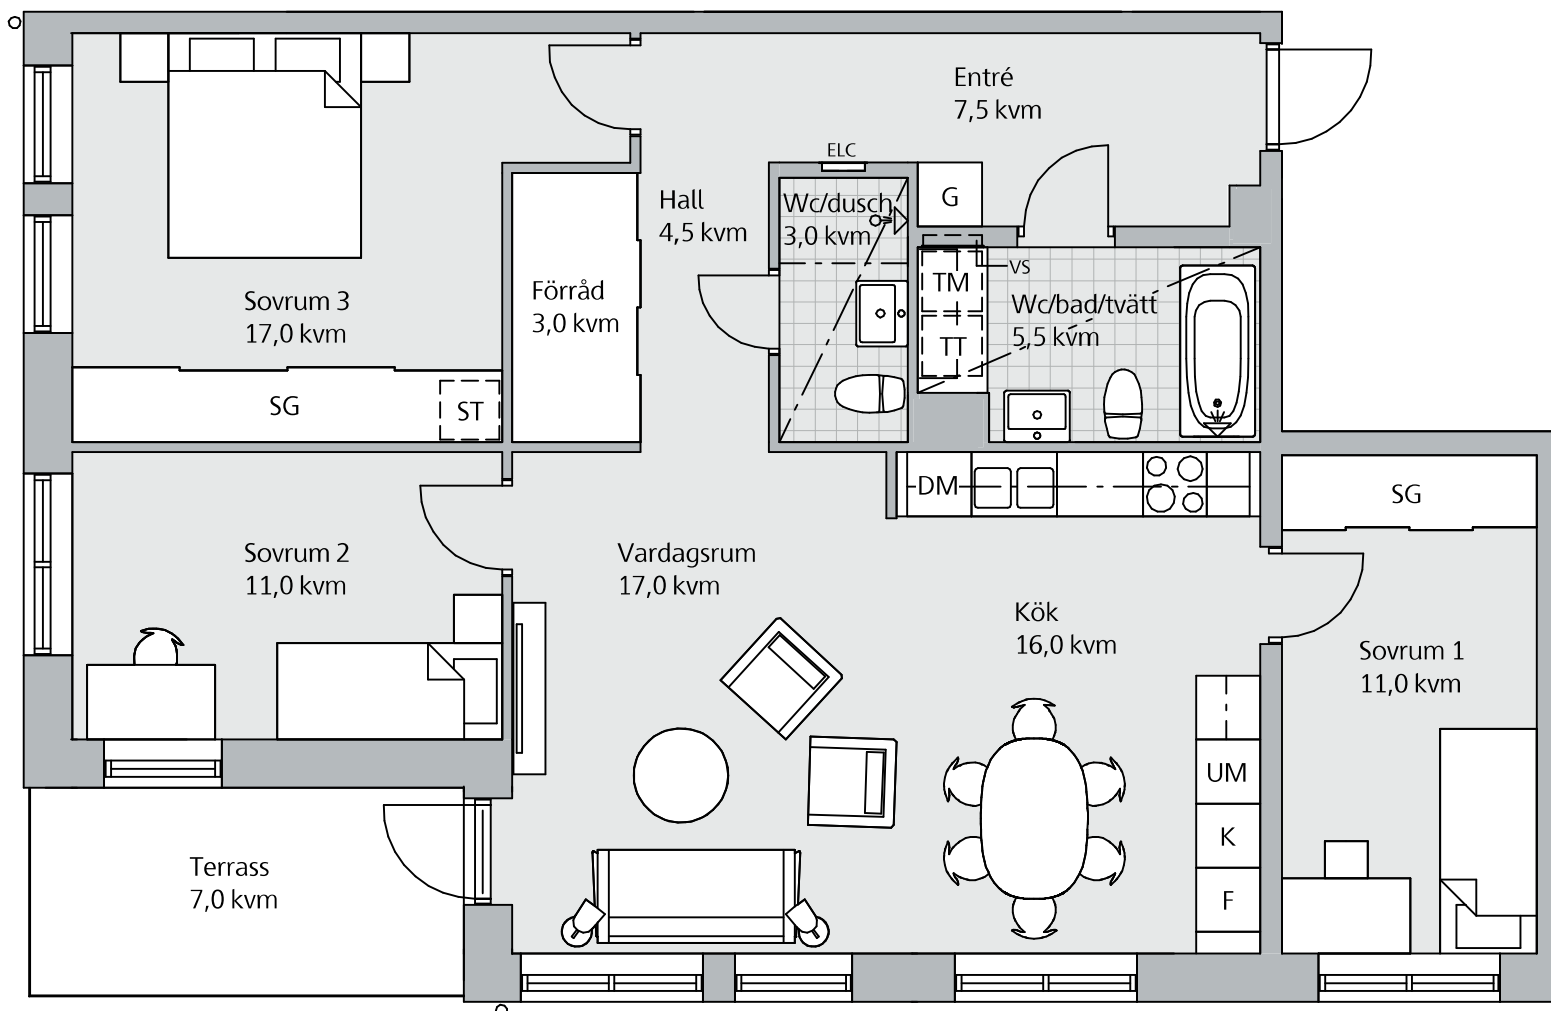 Entré
7,5 kvm
ELC
Hall
4,5 kvm
Wc/dusch
3,0 kvm
G
VS
TM
TT
Wc/bad/tvätt
5,5 kvm
Förråd
3,0 kvm
Sovrum 3
17,0 kvm
SG
ST
DM
SG
Sovrum 2
11,0 kvm
Vardagsrum
17,0 kvm
Kök
16,0 kvm
Sovrum 1
11,0 kvm
UM
K
F
Terrass
7,0 kvm